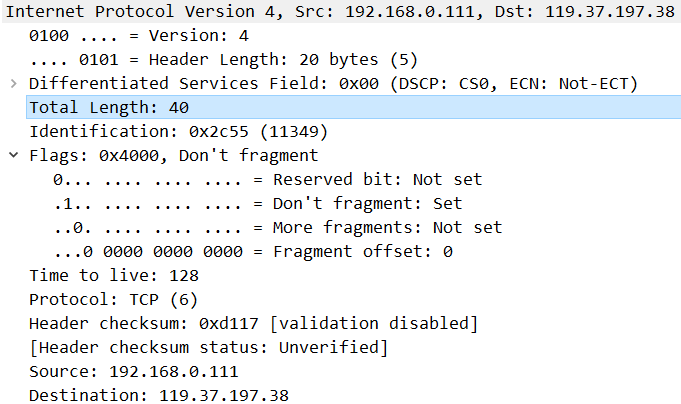 Internet Protocol Version 4, Src: 192.168.0.111, Dst: 119.37.197.38
0100 .... = Version: 4
.... 0101 = Header Length: 20 bytes (5)
Differentiated Services Field: 0x00 (DSCP: CS0, ECN: Not-ECT)
Total Length: 40
Identification: 0x2c55 (11349)
Flags: 0x4000, Don't fragment
0... .... .... .... = Reserved bit: Not set
.1.. .... .... .... = Don't fragment: Set
..0. .... .... .... = More fragments: Not set
...0 0000 0000 0000 = Fragment offset: 0
Time to live: 128
Protocol: TCP (6)
Header checksum: 0xd117 [validation disabled]
[Header checksum status: Unverified]
Source: 192.168.0.111
Destination: 119.37.197.38